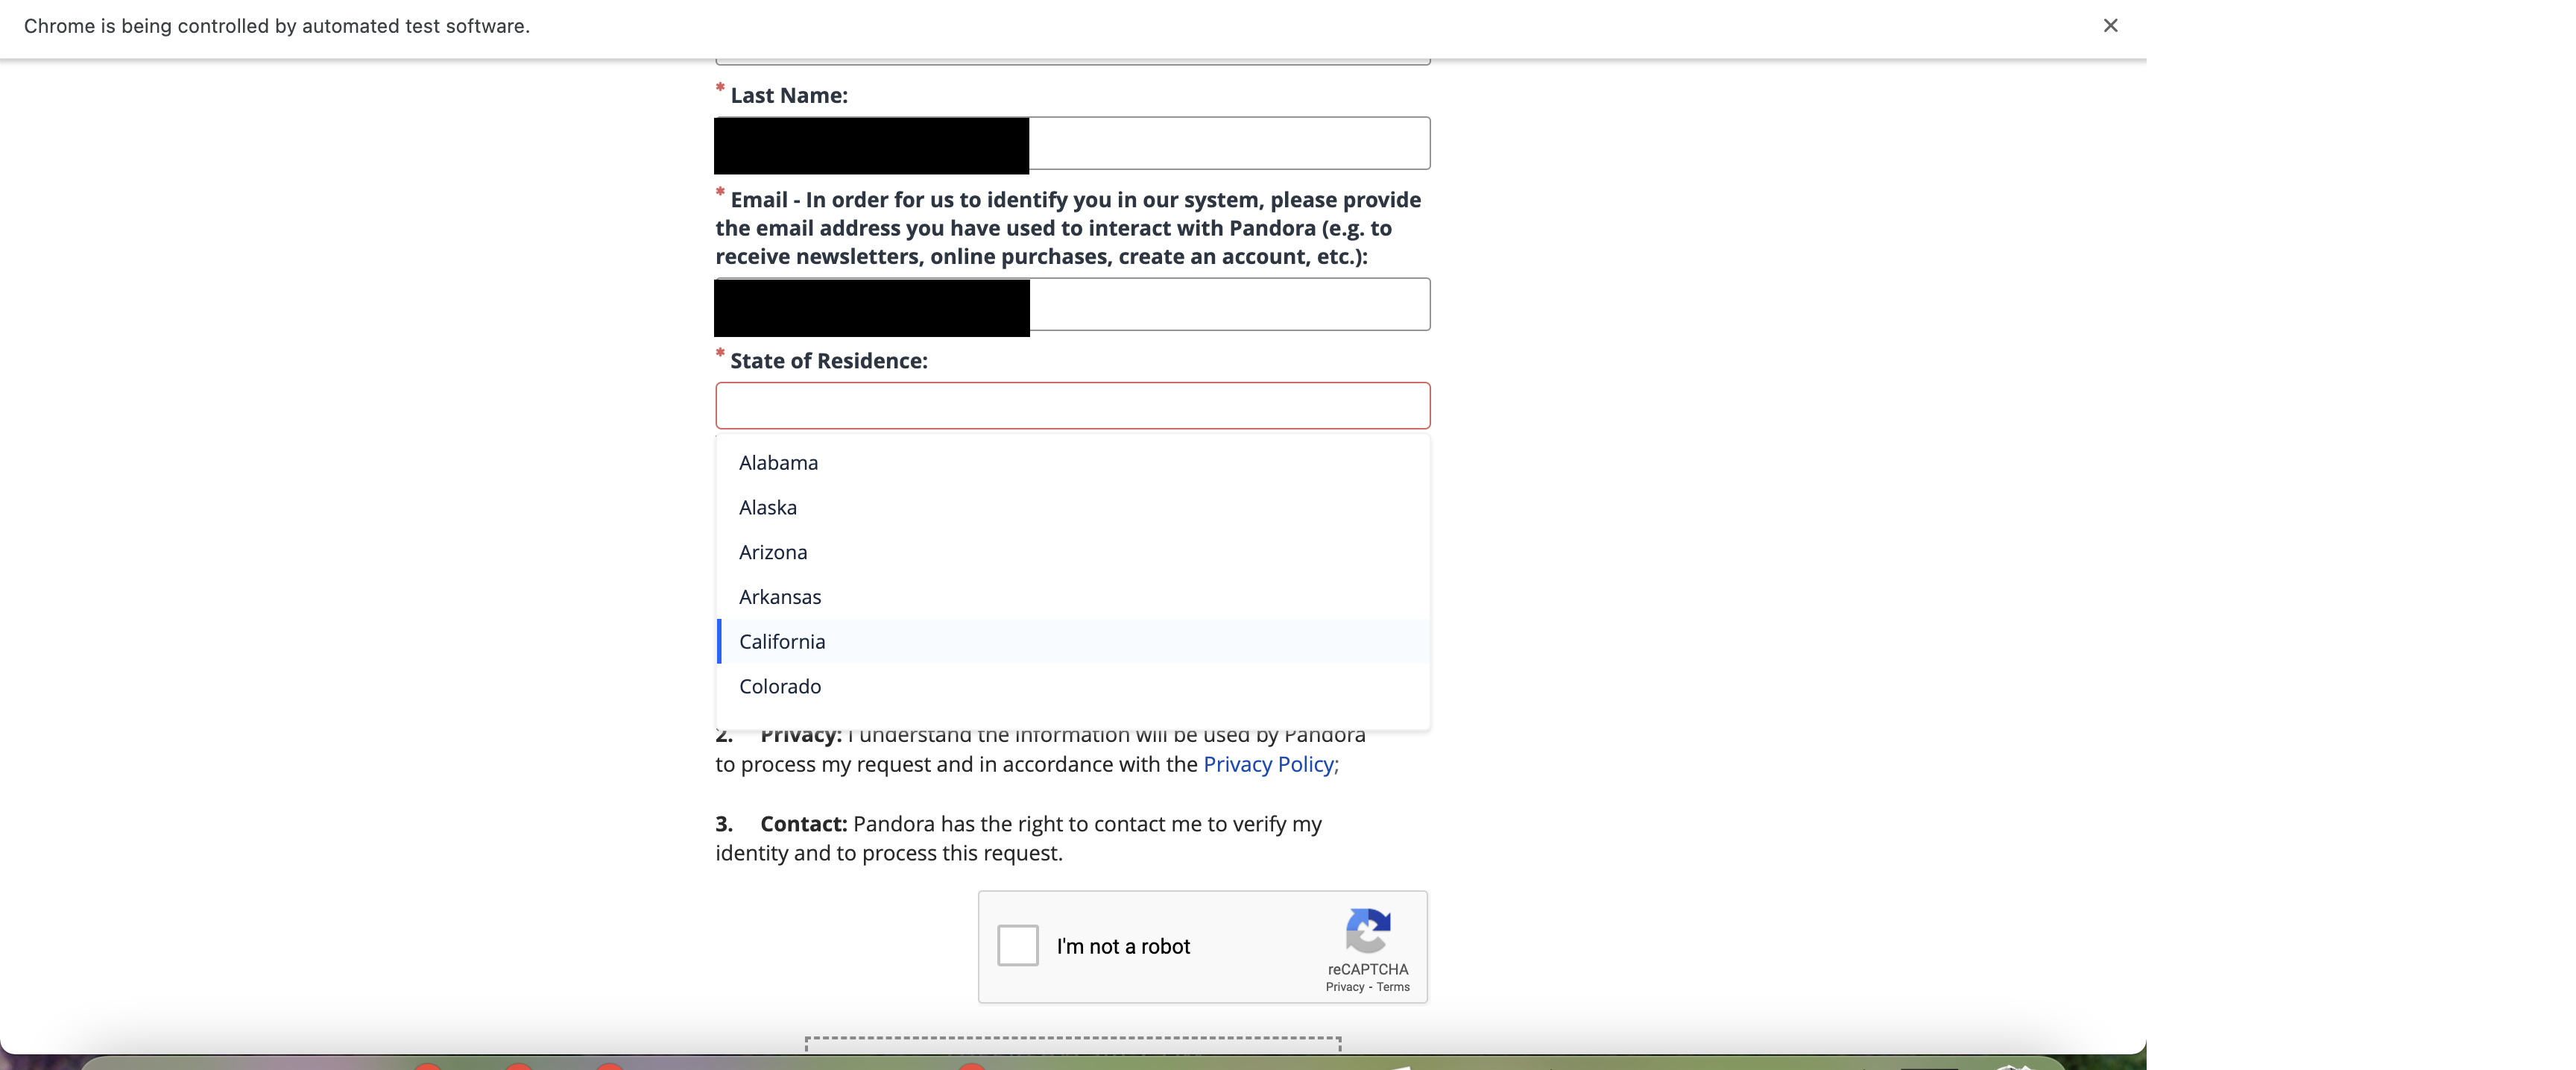 Chrome is being controlled by automated test software.
* Last Name:
* Email - In order for us to identify you in our system, please provide
the email address you have used to interact with Pandora (e.g. to
receive newsletters, online purchases, create an account, etc.):
* State of Residence:
Alabama
Alaska
Arizona
Arkansas
California
Colorado
2. Privacy: I understand the information will be used by Pandora
to process my request and in accordance with the Privacy Policy;
3. Contact: Pandora has the right to contact me to verify my
identity and to process this request.
I'm not a robot
reCAPTCHA
Privacy - Terms